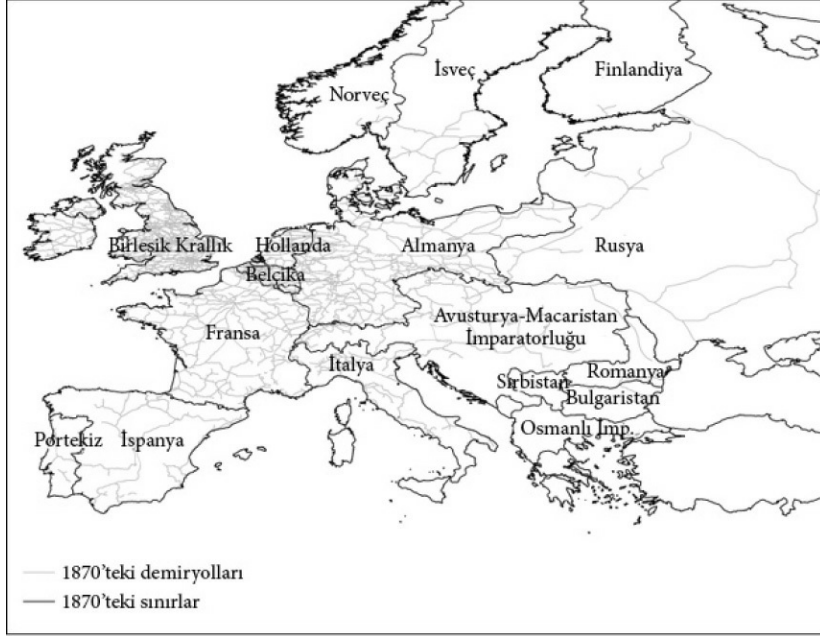 İsveç
Finlandiya
Norveç
Birleşik Krallık
Hollanda
Almanya
Rusya
Belçika
Avusturya-Macaristan
İmparatorluğu
Fransa
İtalya
Romanya
Sırbistan
Bulgaristan
Osmanlı İmp.
Portekiz
İspanya
1870’teki demiryolları
1870’teki sınırlar